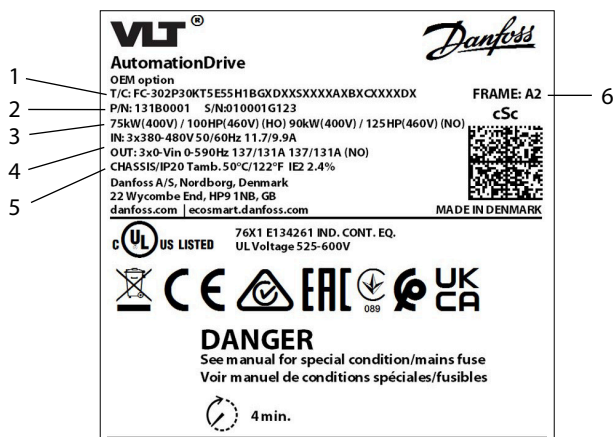 VLT ®
Danfoss
AutomationDrive
OEM option
1
T/C: FC-302P30KT5E55H1BGXDXXSXXXXAXBXCXXXXDX
FRAME: A2
6
2
P/N: 131B0001 S/N:010001G123
cSc
3
75kW(400V) / 100HP(460V) (HO) 90kW(400V) / 125HP(460V) (NO)
IN: 3x380-480V 50/60Hz 11.7/9.9A
4
OUT: 3x0-Vin 0-590Hz 137/131A 137/131A (NO)
5
CHASSIS/IP20 Tamb. 50°C/122°F IE2 2.4%
Danfoss A/S, Nordborg, Denmark
22 Wycombe End, HP9 1NB, GB
danfoss.com | ecosmart.danfoss.com
MADE IN DENMARK
c UL US LISTED
76X1 E134261 IND. CONT. EQ.
UL Voltage 525-600V
CE EAC 089 UK CA
DANGER
See manual for special condition/mains fuse
Voir manuel de conditions spéciales/fusibles
4 min.